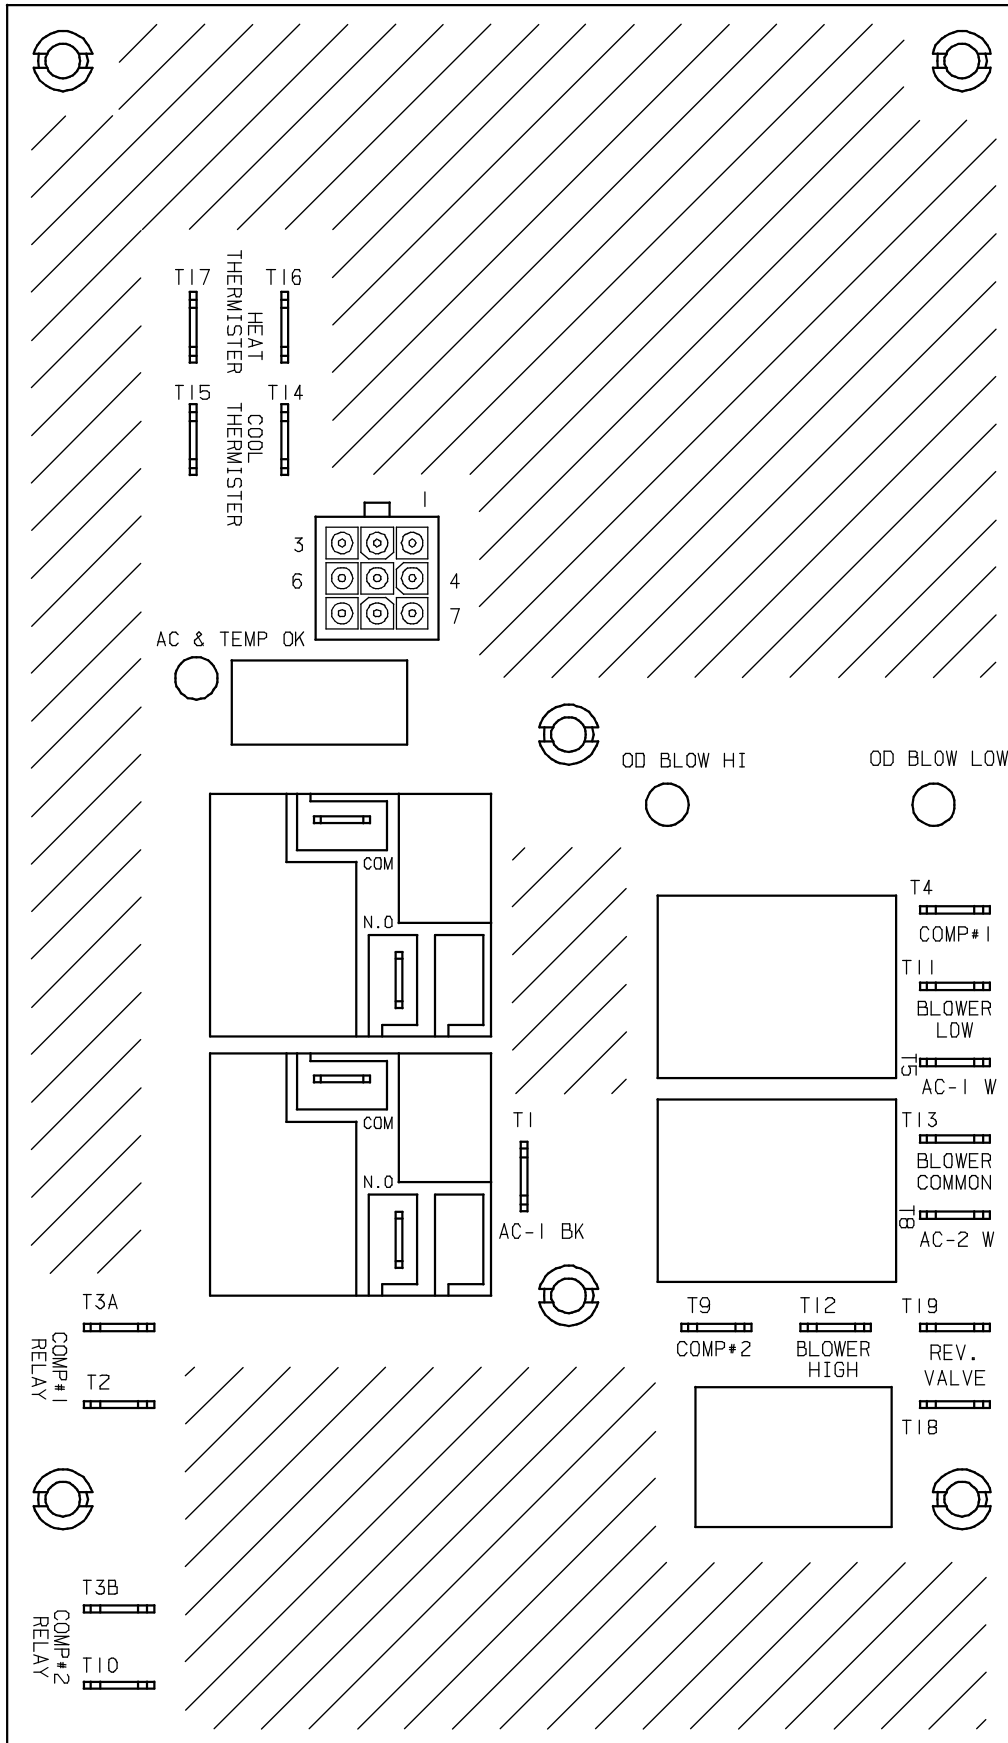 T17
T16
HEAT
THERMISTER
T15
T14
COOL
THERMISTER
1
3
6
4
7
AC & TEMP OK
OD BLOW HI
OD BLOW LOW
COM
N.O
T4
COMP#1
T11
BLOWER
LOW
T5
AC-1 W
COM
N.O
T1
AC-1 BK
T13
BLOWER
COMMON
T8
AC-2 W
T3A
COMP#1
RELAY
T2
T9
COMP#2
T12
BLOWER
HIGH
T19
REV.
VALVE
T18
T3B
COMP#2
RELAY
T10